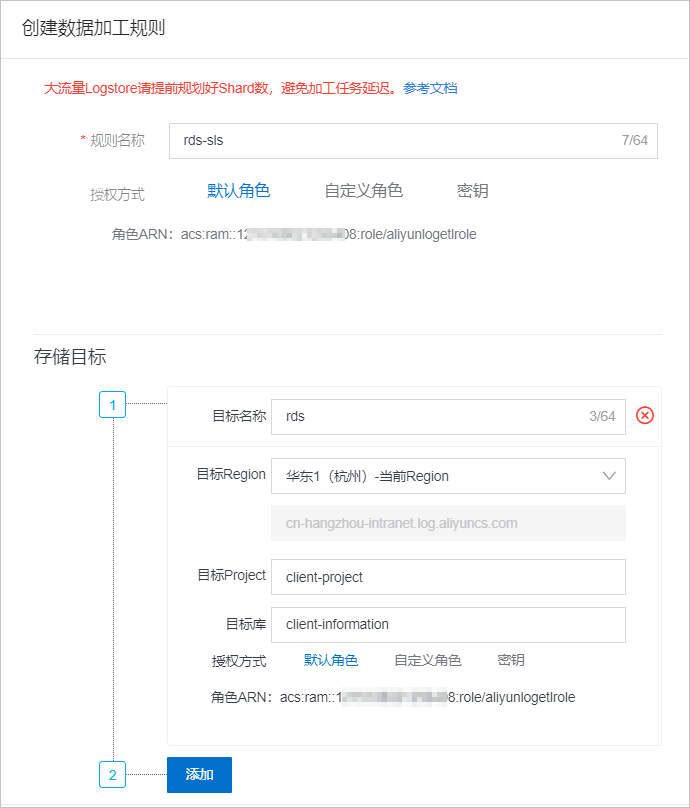 创建数据加工规则
大流量Logstore请提前规划好Shard数，避免加工任务延迟。参考文档
* 规则名称 rds-sls 7/64
授权方式 默认角色 自定义角色 密钥
角色ARN： acs:ram::12 08:role/aliyunlogetlrole
存储目标
1
目标名称 rds 3/64
目标Region 华东1（杭州）-当前Region
cn-hangzhou-intranet.log.aliyuncs.com
目标Project client-project
目标库 client-information
授权方式 默认角色 自定义角色 密钥
角色ARN： acs:ram::1 8:role/aliyunlogetlrole
2 添加